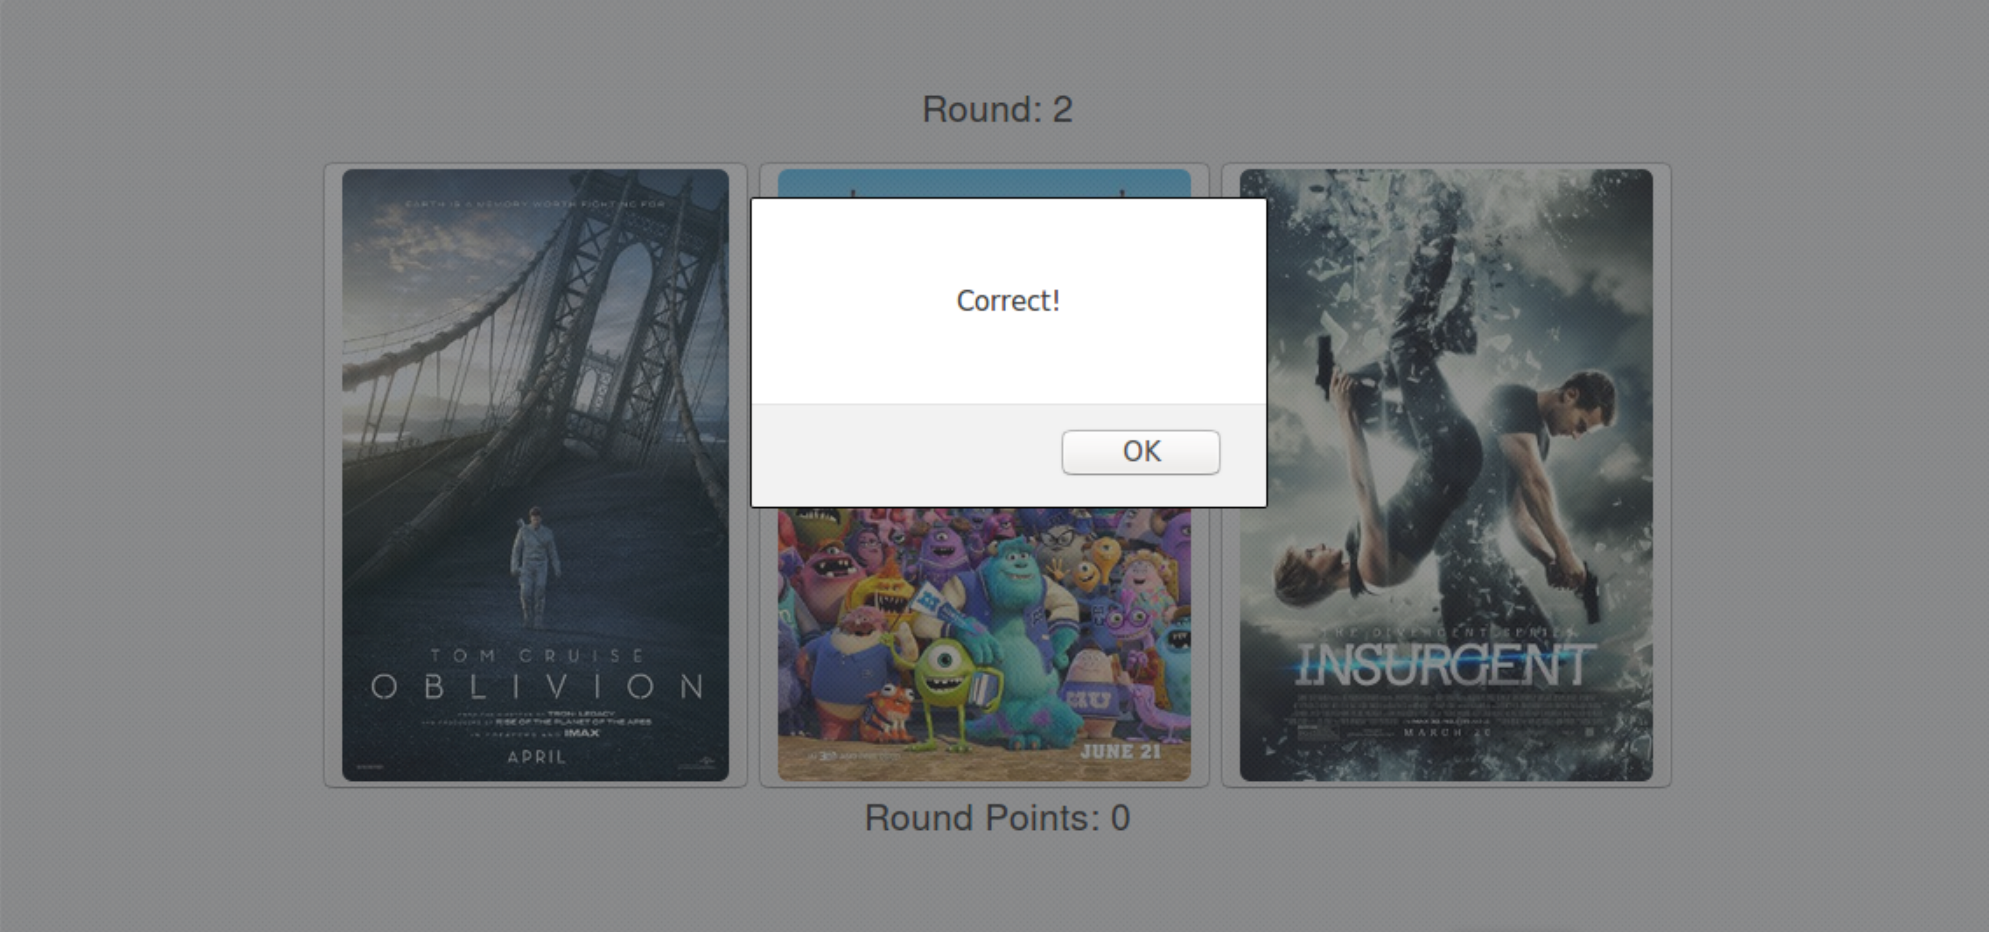 Round: 2
EARTH IS A MEMORY WORTH FIGHTING FOR
Correct!
OK
TOM CRUISE
OBLIVION
FROM THE DIRECTOR OF TRON: LEGACY
AND PRODUCERS OF RISE OF THE PLANET OF THE APES
IN THEATERS AND IMAX
APRIL
MU
JUNE 21
THE DIVERGENT SERIES
INSURGENT
MARCH 20
Round Points: 0